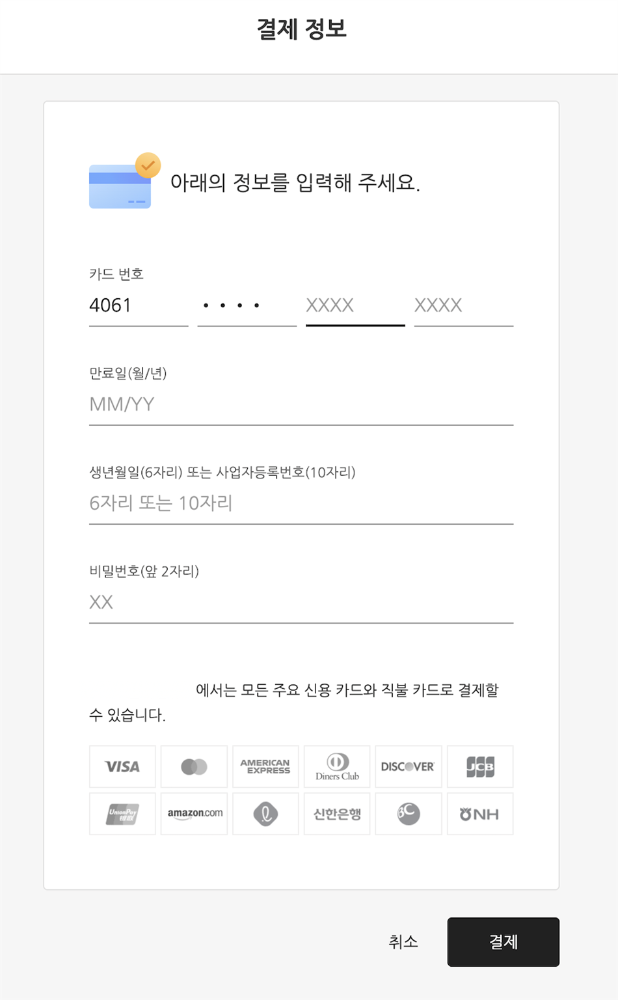 결제 정보
아래의 정보를 입력해 주세요.
카드 번호
4061 •••• XXXX XXXX
만료일(월/년)
MM/YY
생년월일(6자리) 또는 사업자등록번호(10자리)
6자리 또는 10자리
비밀번호(앞 2자리)
XX
에서는 모든 주요 신용 카드와 직불 카드로 결제할
수 있습니다.
VISA AMERICAN EXPRESS Diners Club DISCOVER JCB
UnionPay 银联 amazon.com 신한은행 BC NH
취소 결제